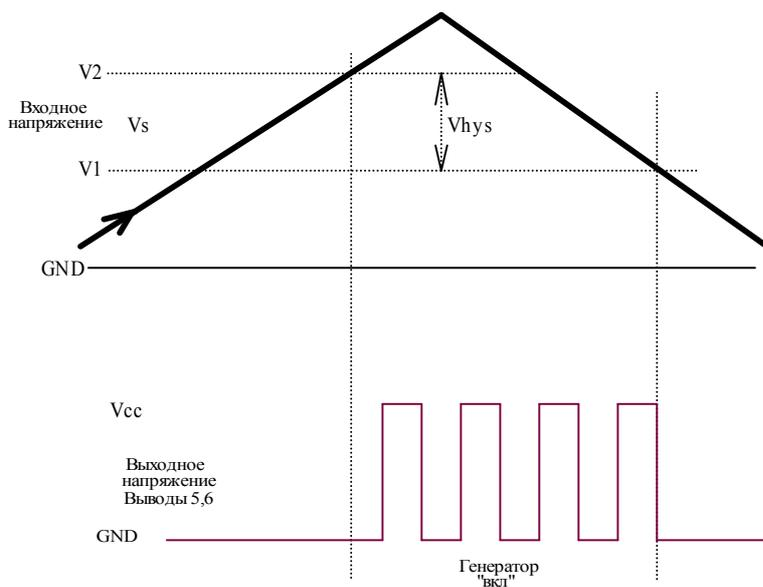 V2
Входное
напряжение
Vs
Vhys
V1
GND
Vcc
Выходное
напряжение
Выводы 5,6
GND
Генератор
"вкл"